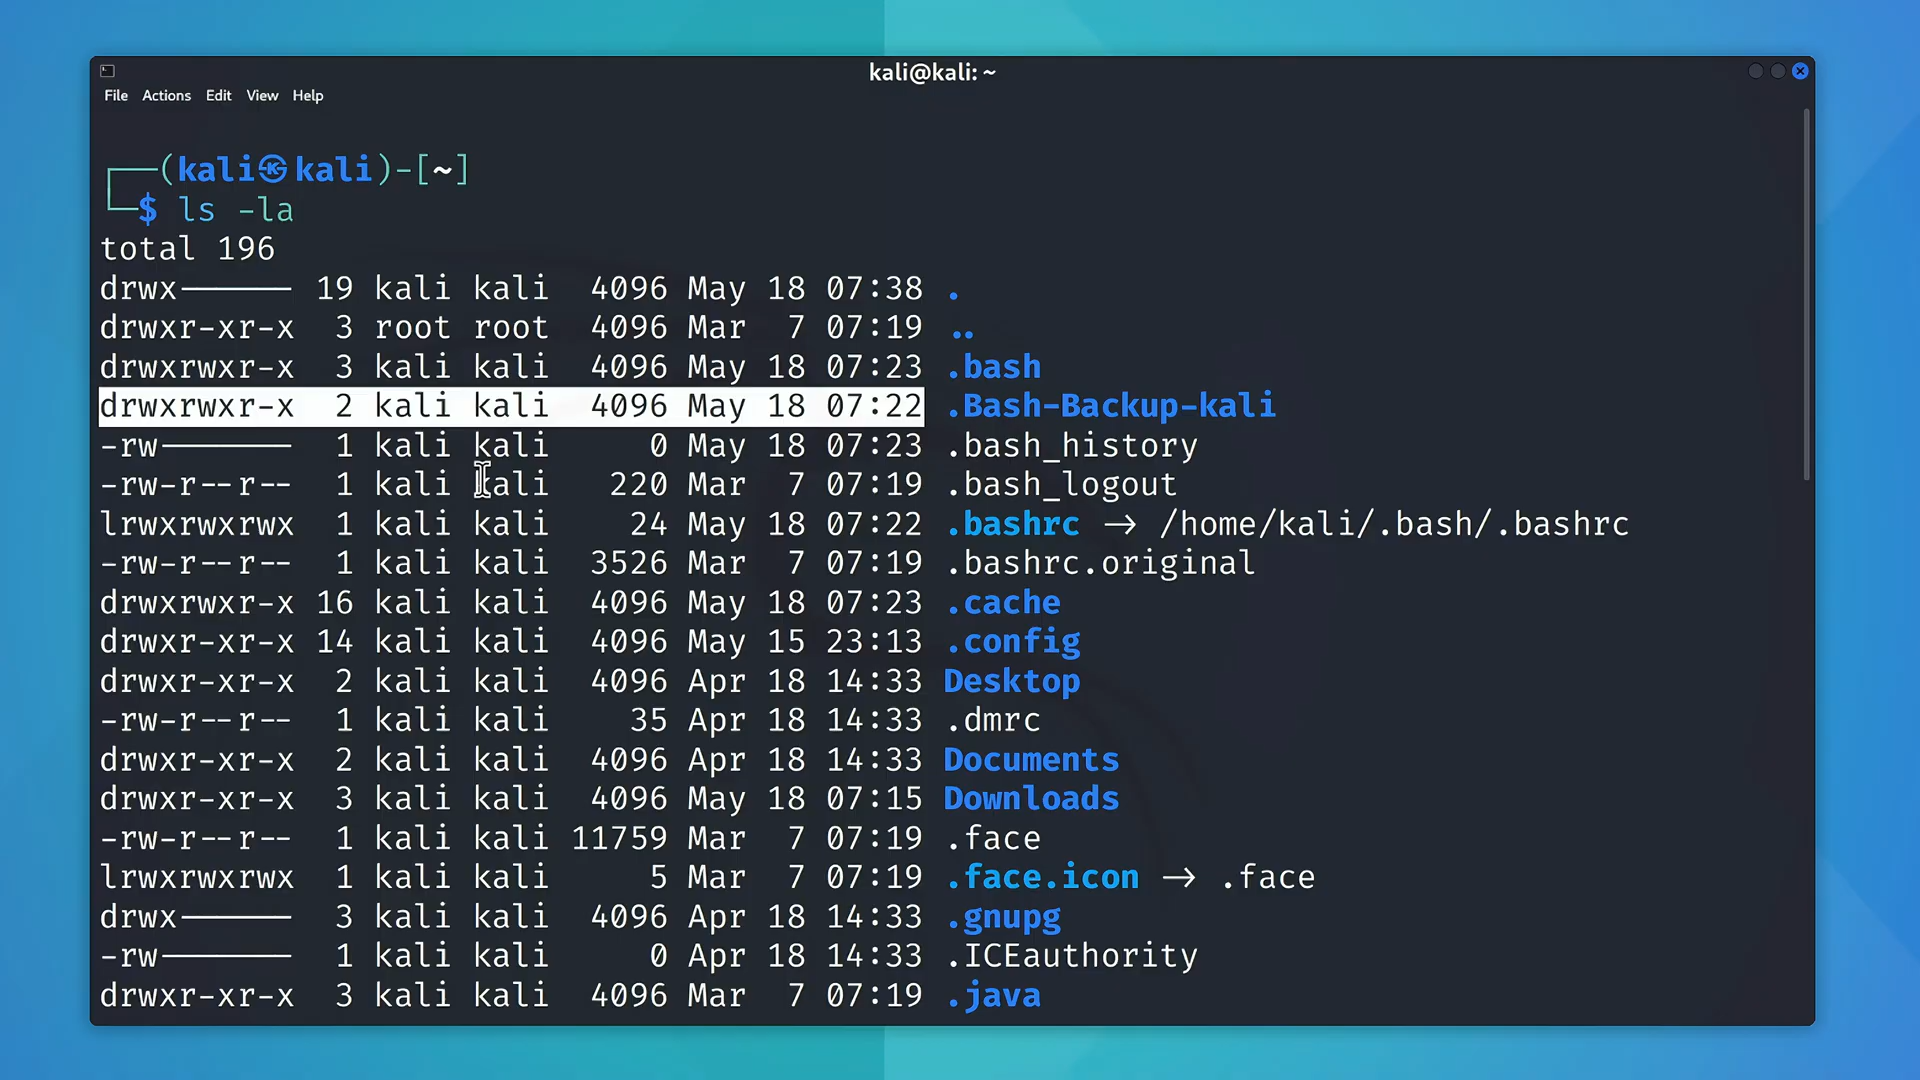 kali@kali: ~
File Actions Edit View Help
┌──(kali㉿kali)-[~]
└─$ ls -la
total 196
drwx------ 19 kali kali 4096 May 18 07:38 .
drwxr-xr-x 3 root root 4096 Mar 7 07:19 ..
drwxrwxr-x 3 kali kali 4096 May 18 07:23 .bash
drwxrwxr-x 2 kali kali 4096 May 18 07:22 .Bash-Backup-kali
-rw------- 1 kali kali 0 May 18 07:23 .bash_history
-rw-r--r-- 1 kali kali 220 Mar 7 07:19 .bash_logout
lrwxrwxrwx 1 kali kali 24 May 18 07:22 .bashrc -> /home/kali/.bash/.bashrc
-rw-r--r-- 1 kali kali 3526 Mar 7 07:19 .bashrc.original
drwxrwxr-x 16 kali kali 4096 May 18 07:23 .cache
drwxr-xr-x 14 kali kali 4096 May 15 23:13 .config
drwxr-xr-x 2 kali kali 4096 Apr 18 14:33 Desktop
-rw-r--r-- 1 kali kali 35 Apr 18 14:33 .dmrc
drwxr-xr-x 2 kali kali 4096 Apr 18 14:33 Documents
drwxr-xr-x 3 kali kali 4096 May 18 07:15 Downloads
-rw-r--r-- 1 kali kali 11759 Mar 7 07:19 .face
lrwxrwxrwx 1 kali kali 5 Mar 7 07:19 .face.icon -> .face
drwx------ 3 kali kali 4096 Apr 18 14:33 .gnupg
-rw------- 1 kali kali 0 Apr 18 14:33 .ICEauthority
drwxr-xr-x 3 kali kali 4096 Mar 7 07:19 .java